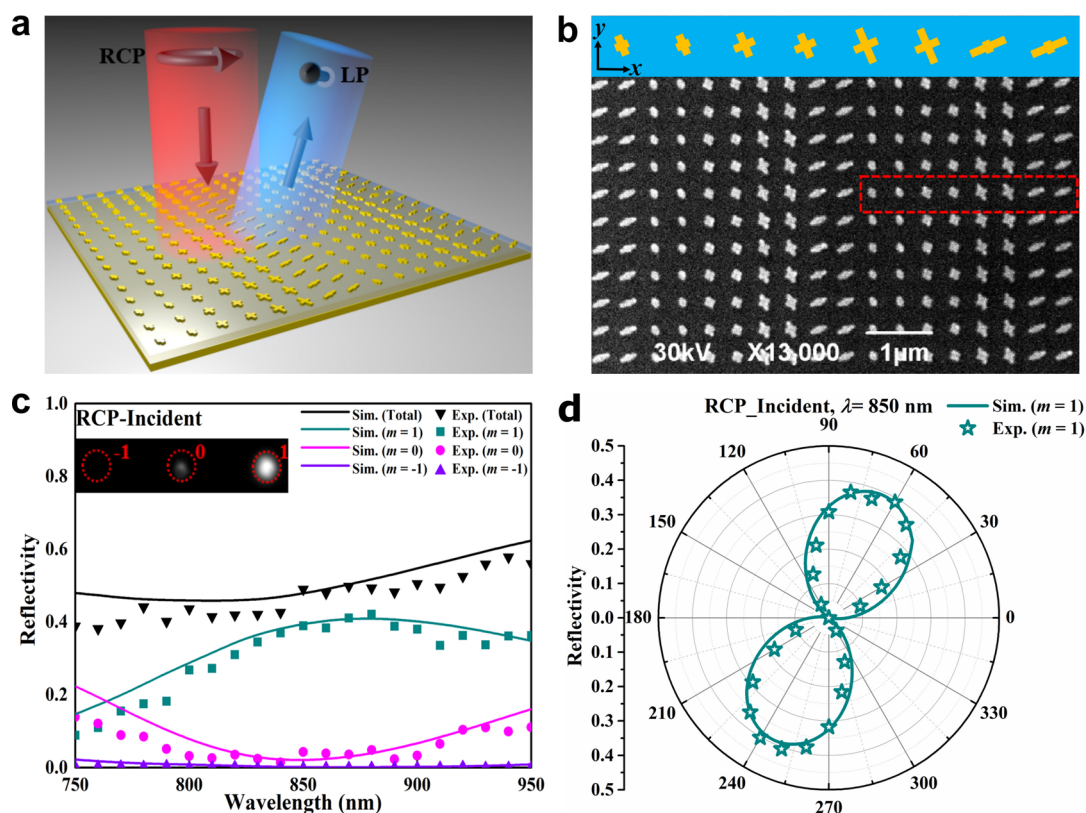 a
RCP
LP
b
y
x
30kV X13,000 1μm
c
RCP-Incident
Sim. (Total) Exp. (Total)
Sim. (m = 1) Exp. (m = 1)
Sim. (m = 0) Exp. (m = 0)
Sim. (m = -1) Exp. (m = -1)
-1 0 1
1.0
0.8
0.6
0.4
0.2
0.0
Reflectivity
750 800 850 900 950
Wavelength (nm)
d
RCP_Incident, λ= 850 nm
Sim. (m = 1)
Exp. (m = 1)
0.5
0.4
0.3
0.2
0.1
0.0
0.1
0.2
0.3
0.4
0.5
Reflectivity
90
120 60
150 30
180 0
210 330
240 300
270